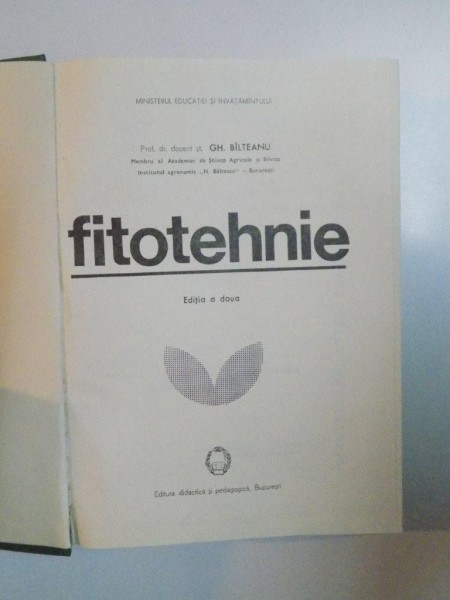 MINISTERUL EDUCAȚIEI ȘI ÎNVĂȚĂMÎNTULUI
Prof. dr. docent șt. GH. BÎLTEANU
Membru al Academiei de Științe Agricole și Silvice
Institutul agronomic „N. Bălcescu” – București
fitotehnie
Ediția a doua
Editura didactică și pedagogică, București